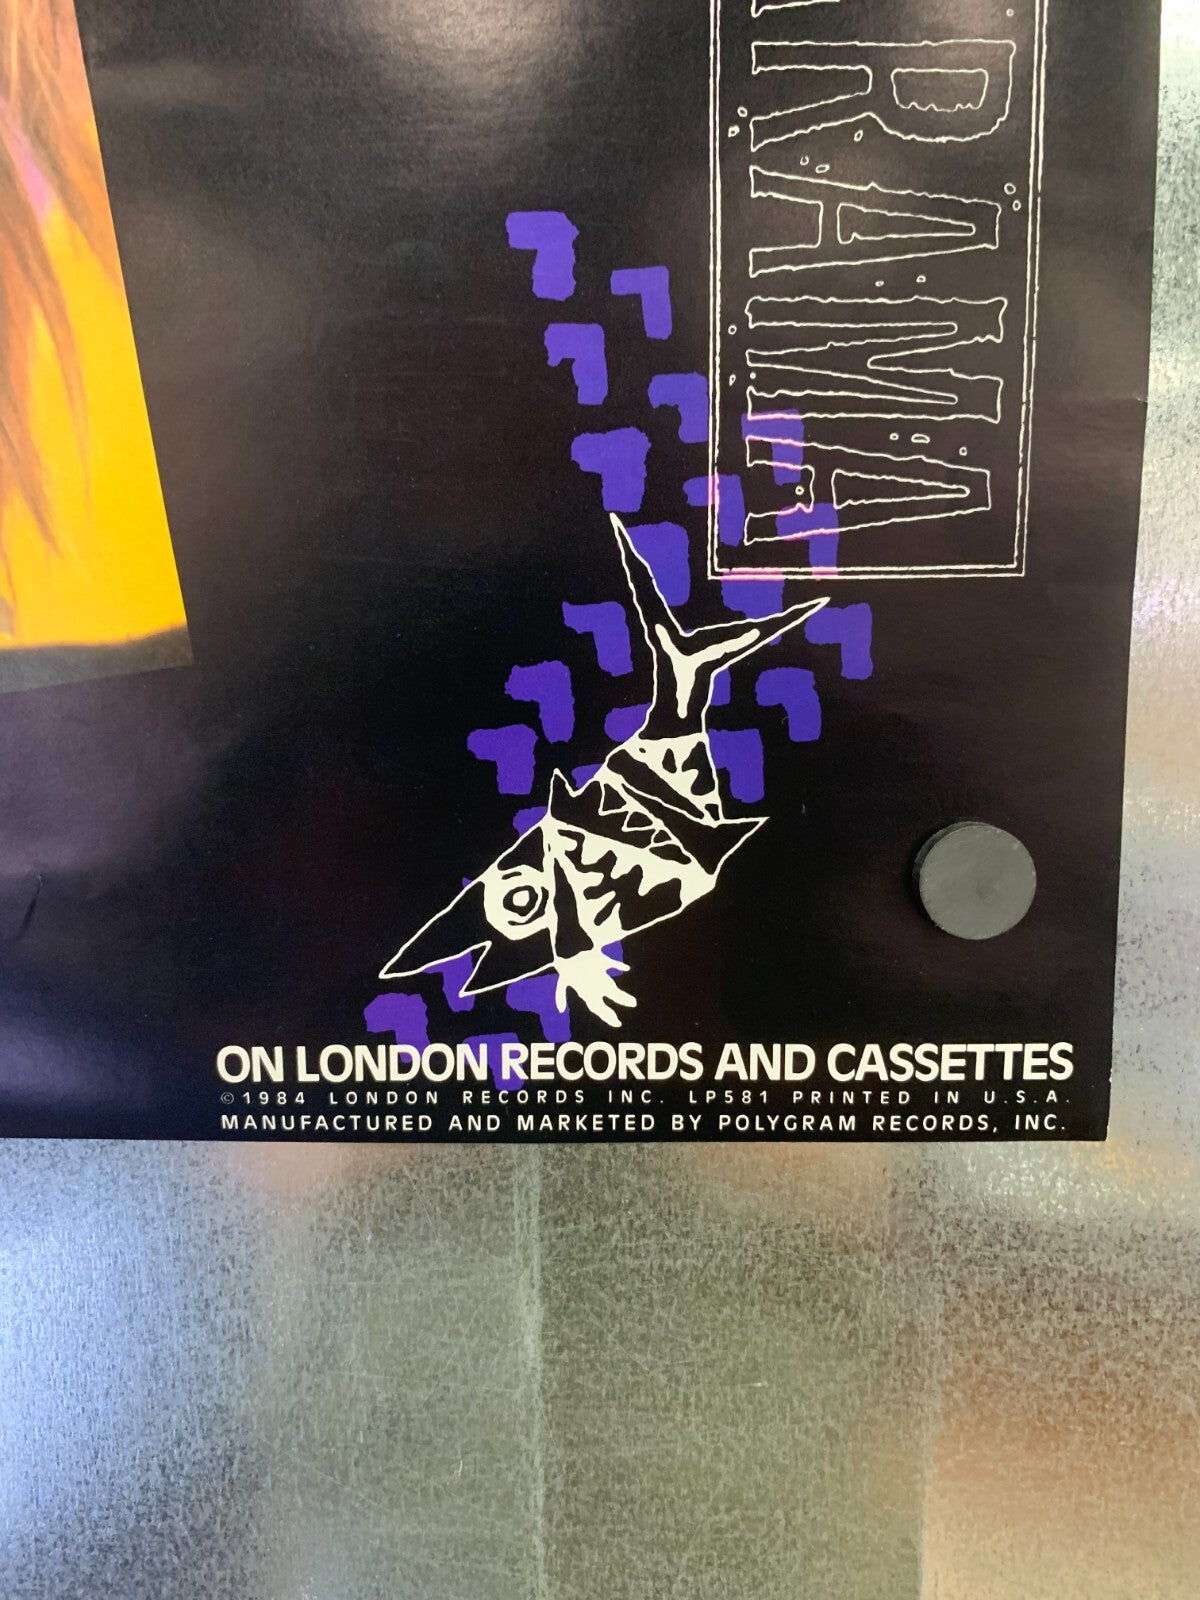 RAMA
ON LONDON RECORDS AND CASSETTES
©1984 LONDON RECORDS INC. LP581 PRINTED IN U.S.A.
MANUFACTURED AND MARKETED BY POLYGRAM RECORDS, INC.